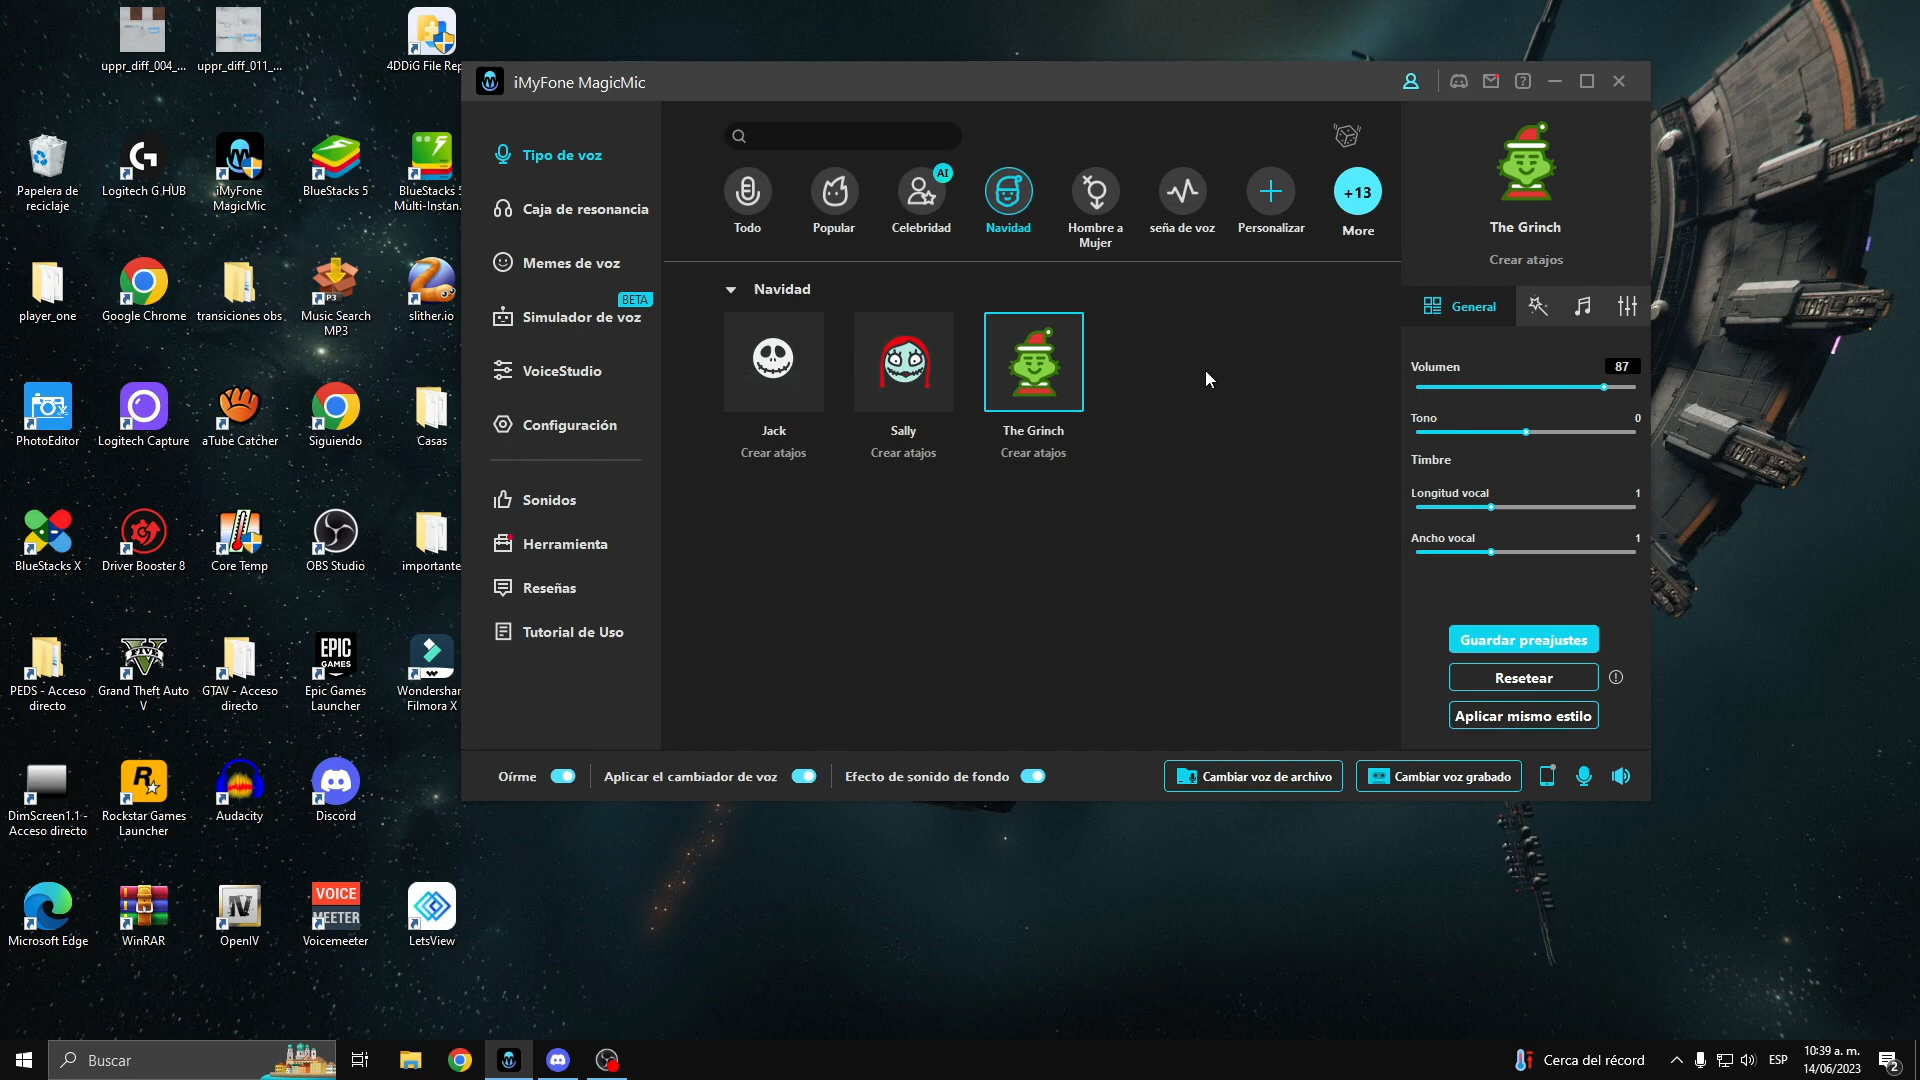 uppr_diff_004_...
uppr_diff_011_...
4DDiG File Rep
Papelera de
reciclaje
Logitech G HUB
iMyFone
MagicMic
BlueStacks 5
BlueStacks 5
Multi-Instan...
player_one
Google Chrome
transiciones obs
P3
Music Search
MP3
slither.io
PhotoEditor
Logitech Capture
aTube Catcher
Siguiendo
Casas
BlueStacks X
Driver Booster 8
Core Temp
OBS Studio
importante
PEDS - Acceso
directo
Grand Theft Auto
V
GTAV - Acceso
directo
EPIC
GAMES
Epic Games
Launcher
Wondershar
Filmora X
DimScreen1.1 -
Acceso directo
Rockstar Games
Launcher
Audacity
Discord
Microsoft Edge
WinRAR
OpenIV
VOICE
MEETER
Voicemeeter
LetsView
iMyFone MagicMic
Tipo de voz
Caja de resonancia
Memes de voz
BETA
Simulador de voz
VoiceStudio
Configuración
Sonidos
Herramienta
Reseñas
Tutorial de Uso
AI
+13
Todo
Popular
Celebridad
Navidad
Hombre a
Mujer
seña de voz
Personalizar
More
Navidad
Jack
Crear atajos
Sally
Crear atajos
The Grinch
Crear atajos
The Grinch
Crear atajos
General
Volumen 87
Tono 0
Timbre
Longitud vocal 1
Ancho vocal 1
Guardar preajustes
Resetear
Aplicar mismo estilo
Oírme
Aplicar el cambiador de voz
Efecto de sonido de fondo
Cambiar voz de archivo
Cambiar voz grabado
Buscar
Cerca del récord
ESP
10:39 a. m.
14/06/2023
2